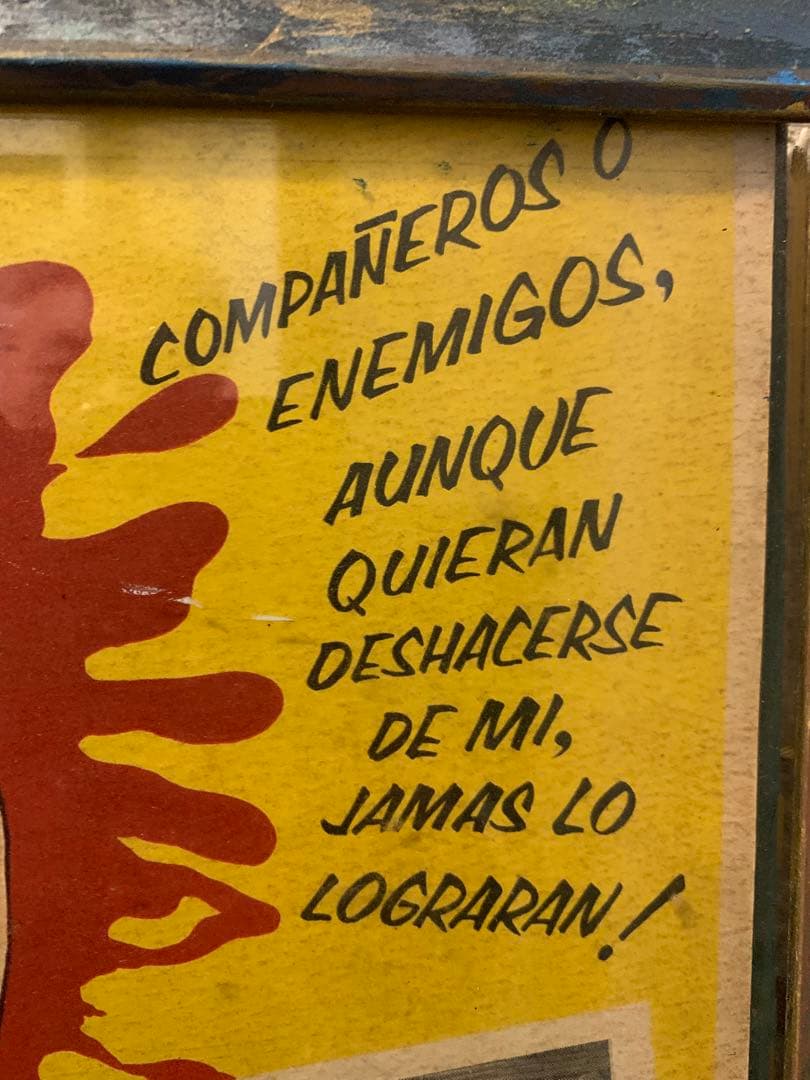 COMPAÑEROS O
ENEMIGOS,
AUNQUE
QUIERAN
DESHACERSE
DE MI,
JAMAS LO
LOGRARAN!